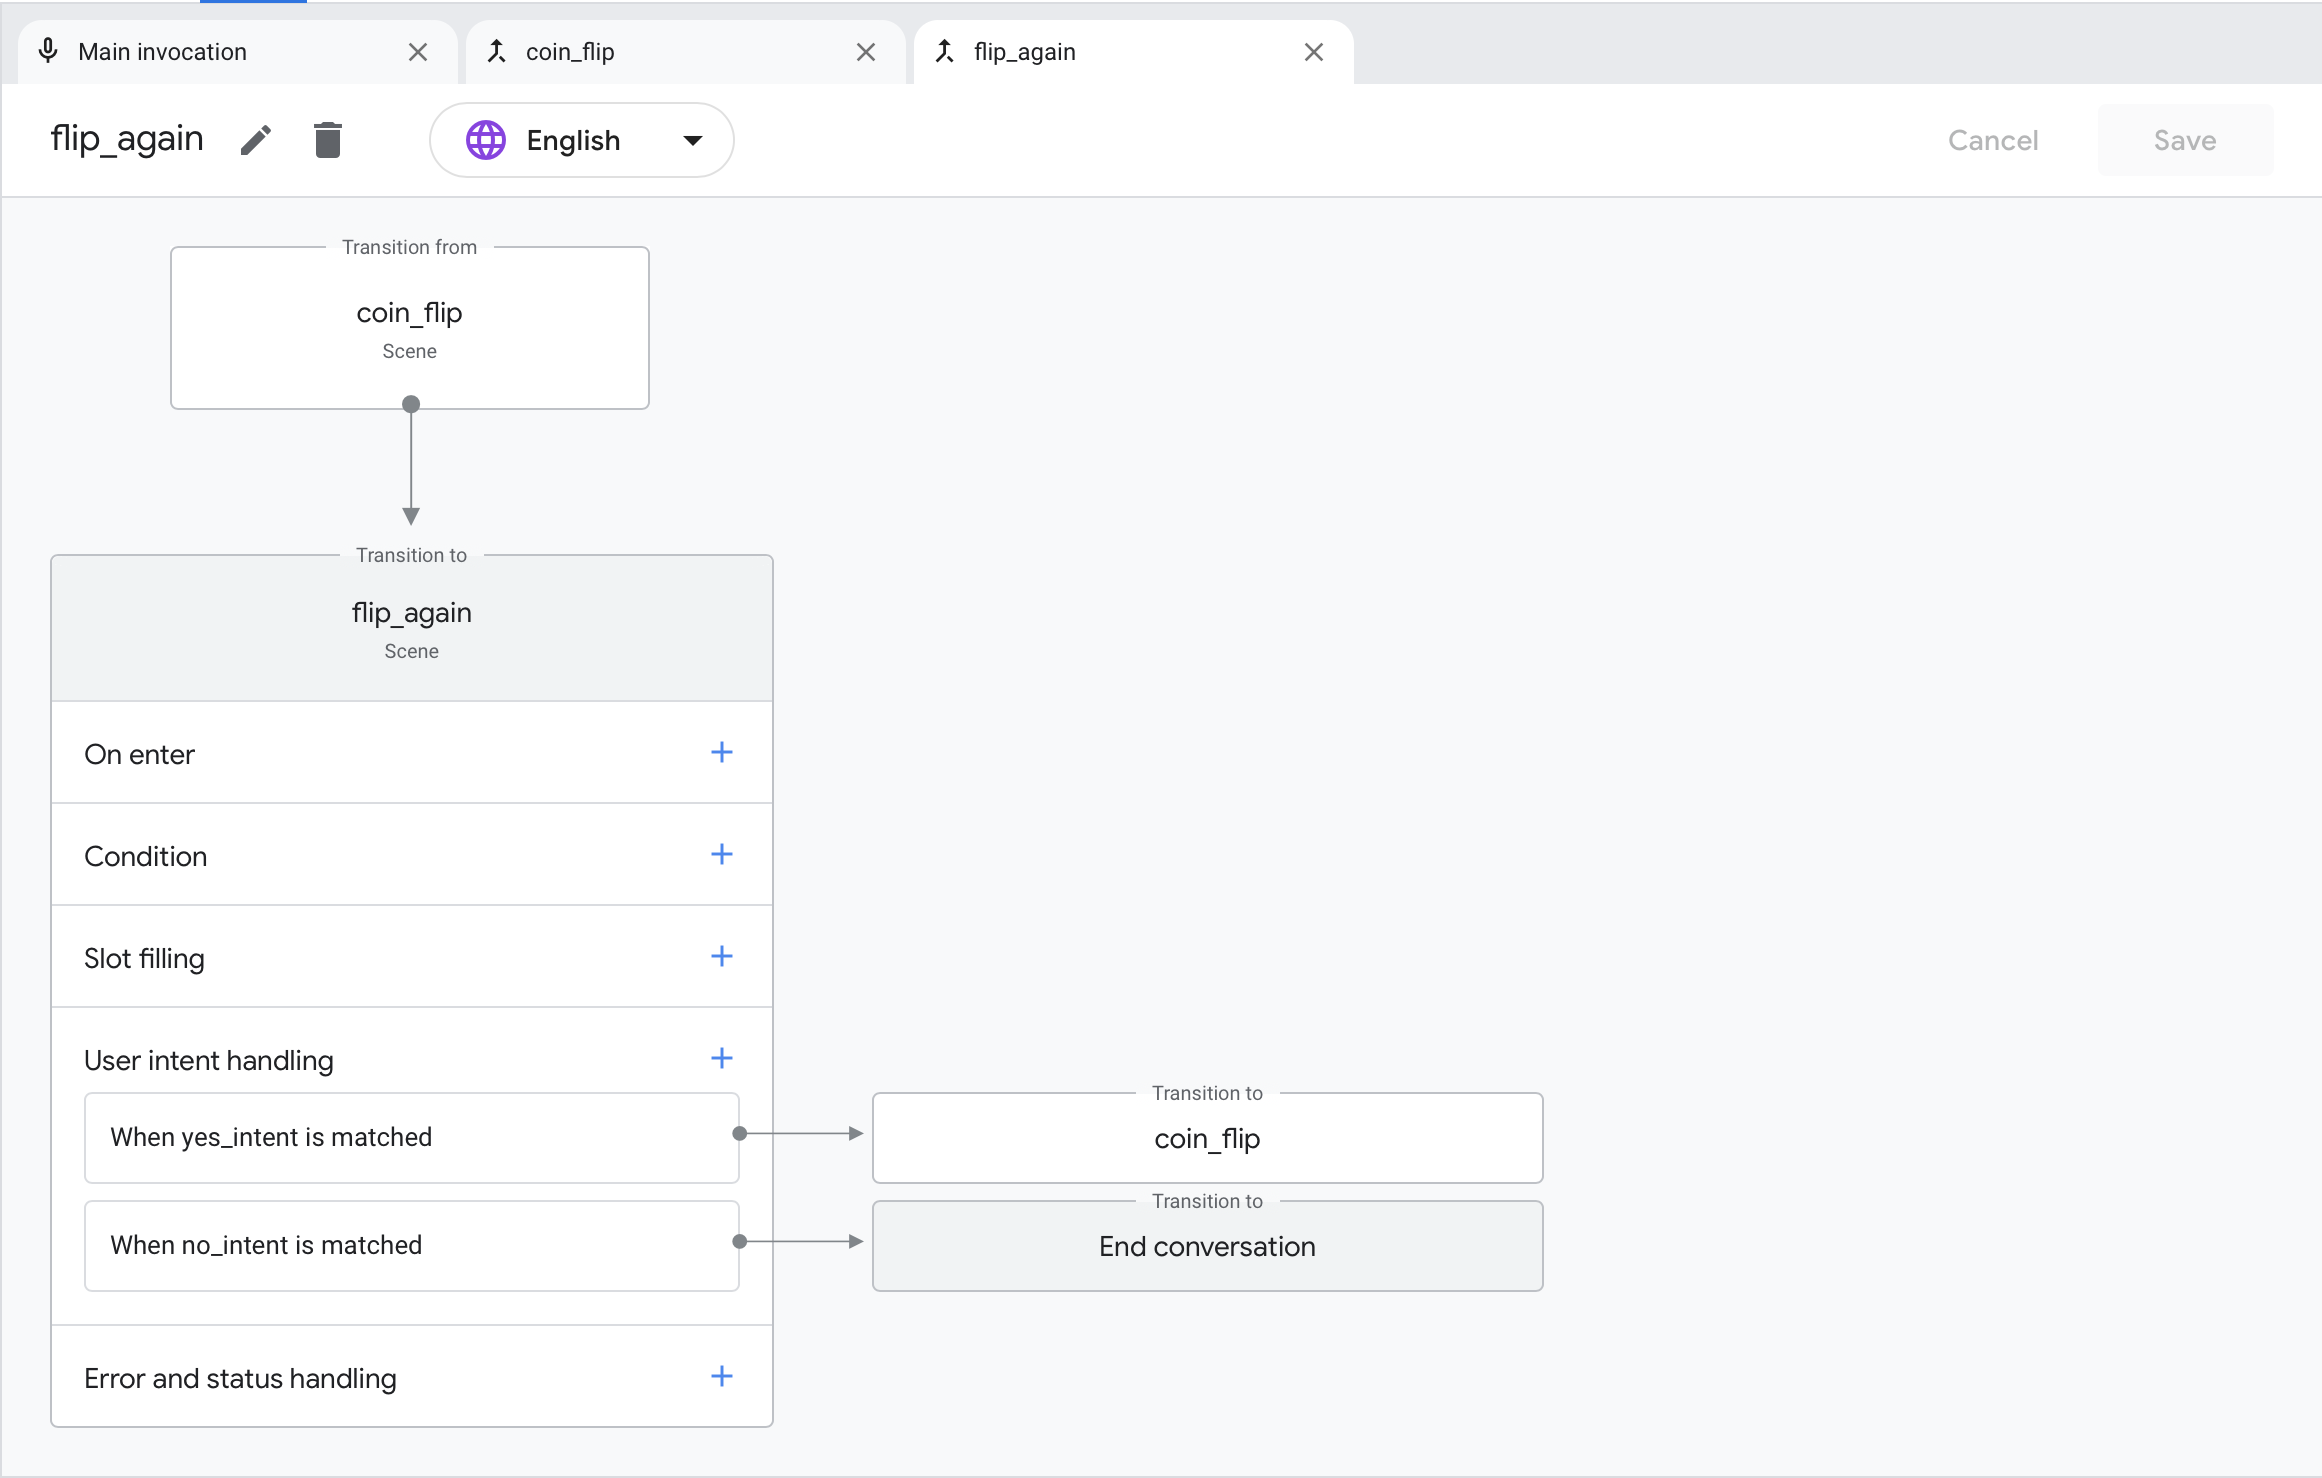 Main invocation
coin_flip
flip_again
flip_again
English
Cancel
Save
Transition from
coin_flip
Scene
Transition to
flip_again
Scene
On enter
Condition
Slot filling
User intent handling
When yes_intent is matched
Transition to
coin_flip
When no_intent is matched
Transition to
End conversation
Error and status handling